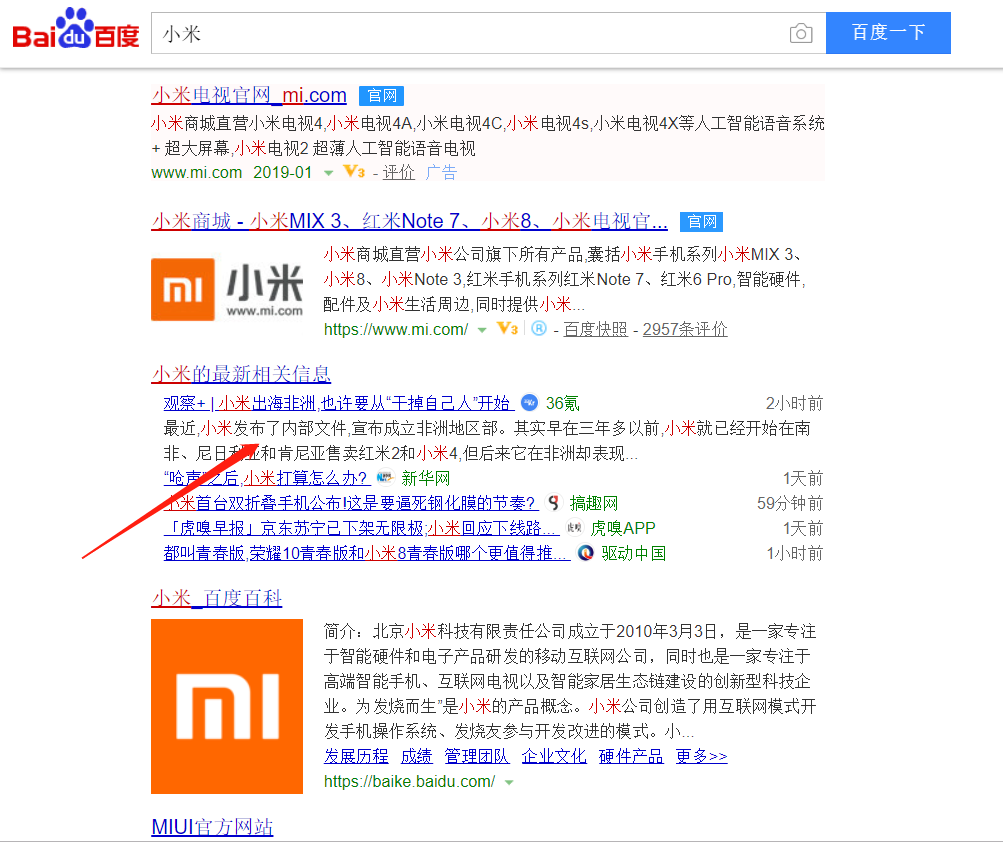 Bai du 百度 小米 百度一下
小米电视官网_mi.com 官网
小米商城直营小米电视4,小米电视4A,小米电视4C,小米电视4s,小米电视4X等人工智能语音系统
+ 超大屏幕,小米电视2 超薄人工智能语音电视
www.mi.com 2019-01 V3 - 评价 广告
小米商城 - 小米MIX 3、红米Note 7、小米8、小米电视官... 官网
小米商城直营小米公司旗下所有产品,囊括小米手机系列小米MIX 3、
小米8、小米Note 3,红米手机系列红米Note 7、红米6 Pro,智能硬件,
配件及小米生活周边,同时提供小米...
https://www.mi.com/ V3 ® - 百度快照 - 2957条评价
mi 小米
www.mi.com
小米的最新相关信息
观察+ | 小米出海非洲,也许要从“干掉自己人”开始 36氪 2小时前
最近,小米发布了内部文件,宣布成立非洲地区部。其实早在三年多以前,小米就已经开始在南
非、尼日利亚和肯尼亚售卖红米2和小米4,但后来它在非洲却表现...
“呛声”之后,小米打算怎么办? 新华网 1天前
小米首台双折叠手机公布!这是要逼死钢化膜的节奏? 搞趣网 59分钟前
「虎嗅早报」京东苏宁已下架无限极;小米回应下线路... 虎嗅 虎嗅APP 1天前
都叫青春版,荣耀10青春版和小米8青春版哪个更值得推... 驱动中国 1小时前
小米_百度百科
mi
简介：北京小米科技有限责任公司成立于2010年3月3日，是一家专注
于智能硬件和电子产品研发的移动互联网公司，同时也是一家专注于
高端智能手机、互联网电视以及智能家居生态链建设的创新型科技企
业。为发烧而生”是小米的产品概念。小米公司创造了用互联网模式开
发手机操作系统、发烧友参与开发改进的模式。小...
发展历程 成绩 管理团队 企业文化 硬件产品 更多>>
https://baike.baidu.com/
MIUI官方网站